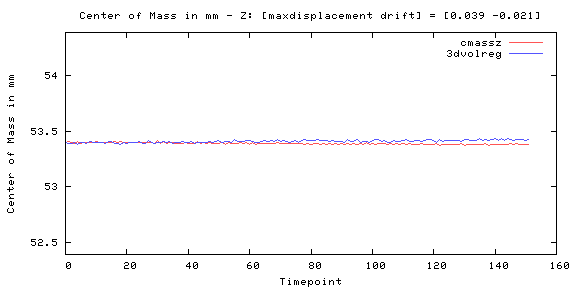 Center of Mass in mm - Z: [maxdisplacement drift] = [0.039 -0.021]
cmassz
3dvolreg
Center of Mass in mm
54
53.5
53
52.5
0 20 40 60 80 100 120 140 160
Timepoint